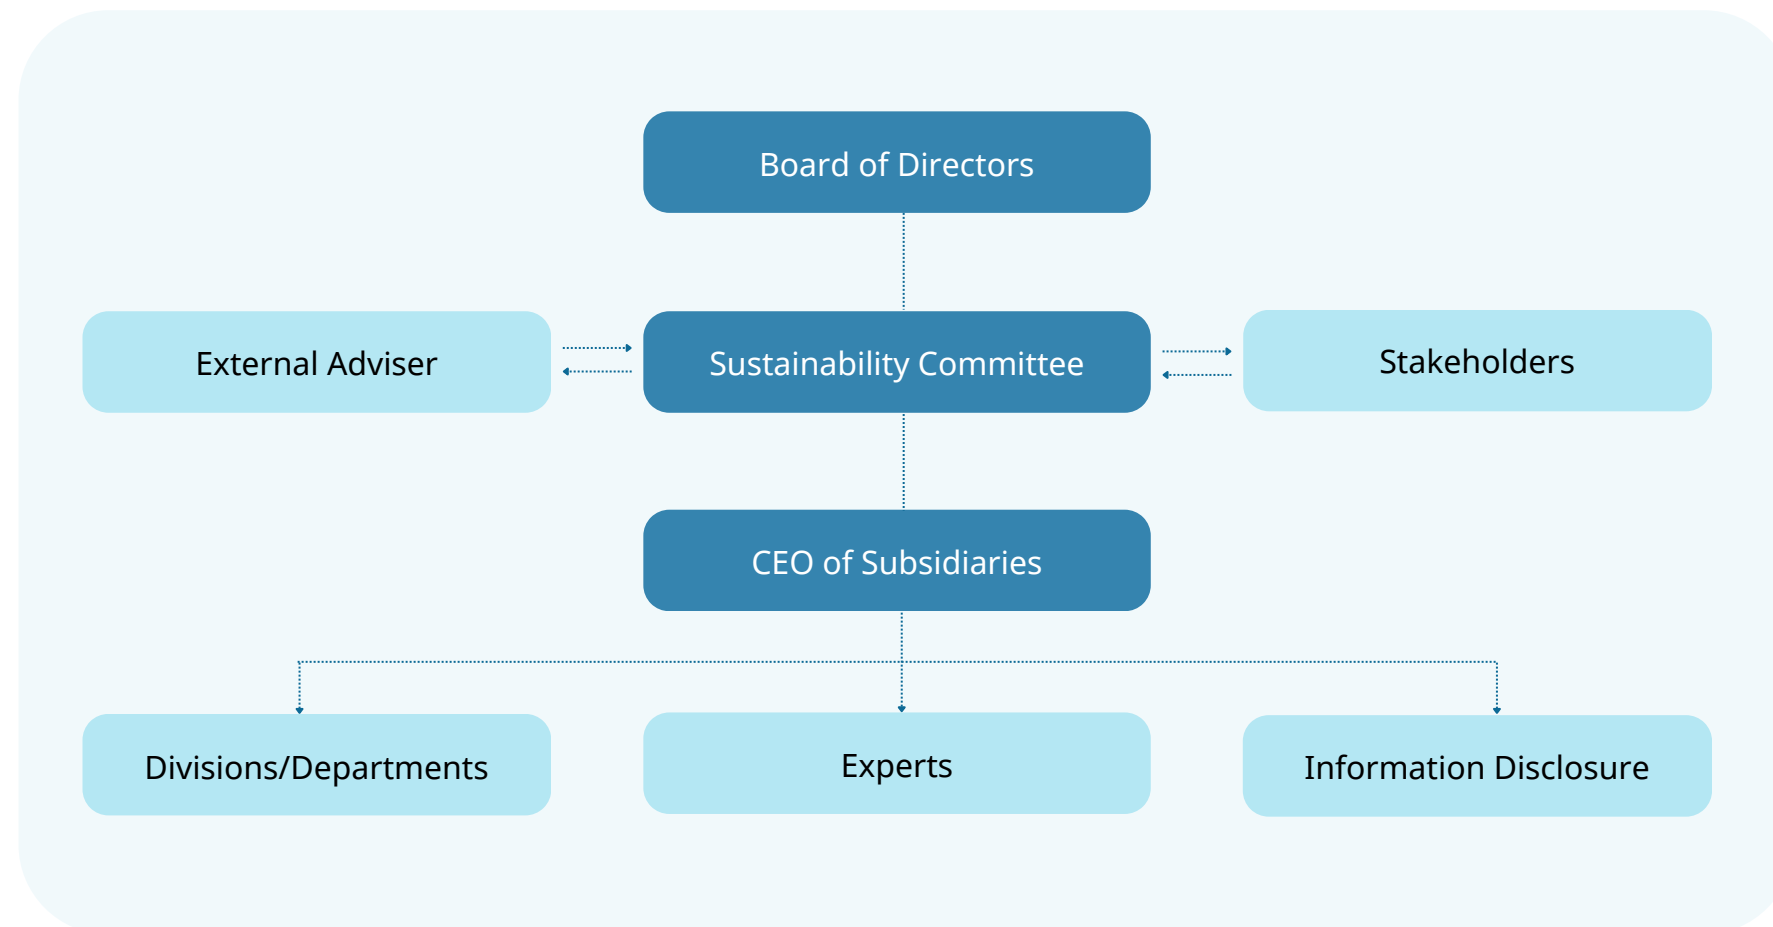 Board of Directors
External Adviser
Sustainability Committee
Stakeholders
CEO of Subsidiaries
Divisions/Departments
Experts
Information Disclosure